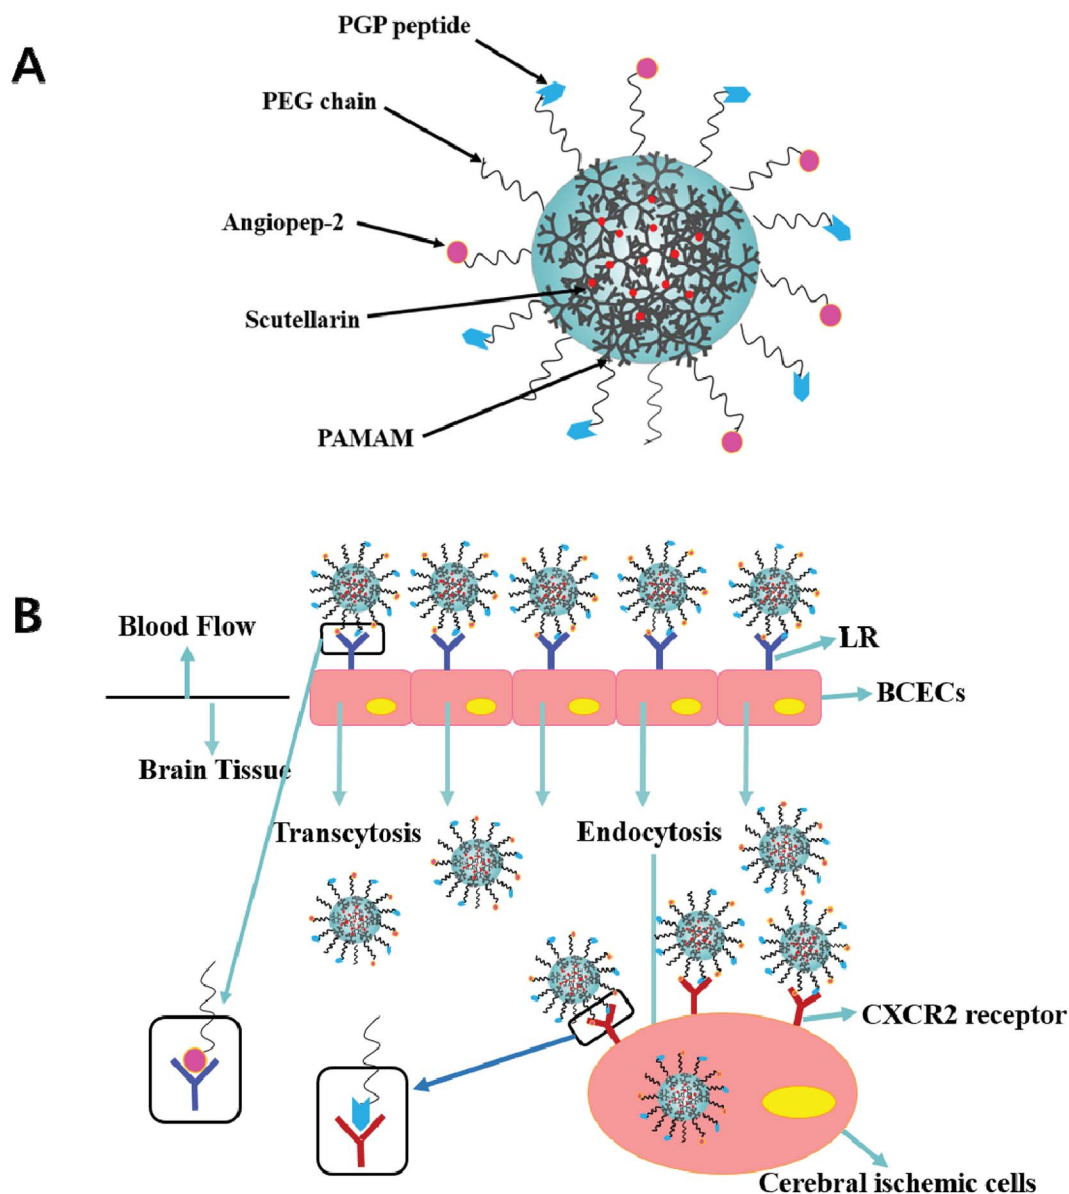 A
PGP peptide
PEG chain
Angiopep-2
Scutellarin
PAMAM
B
Blood Flow
Brain Tissue
LR
BCECs
Transcytosis
Endocytosis
CXCR2 receptor
Cerebral ischemic cells